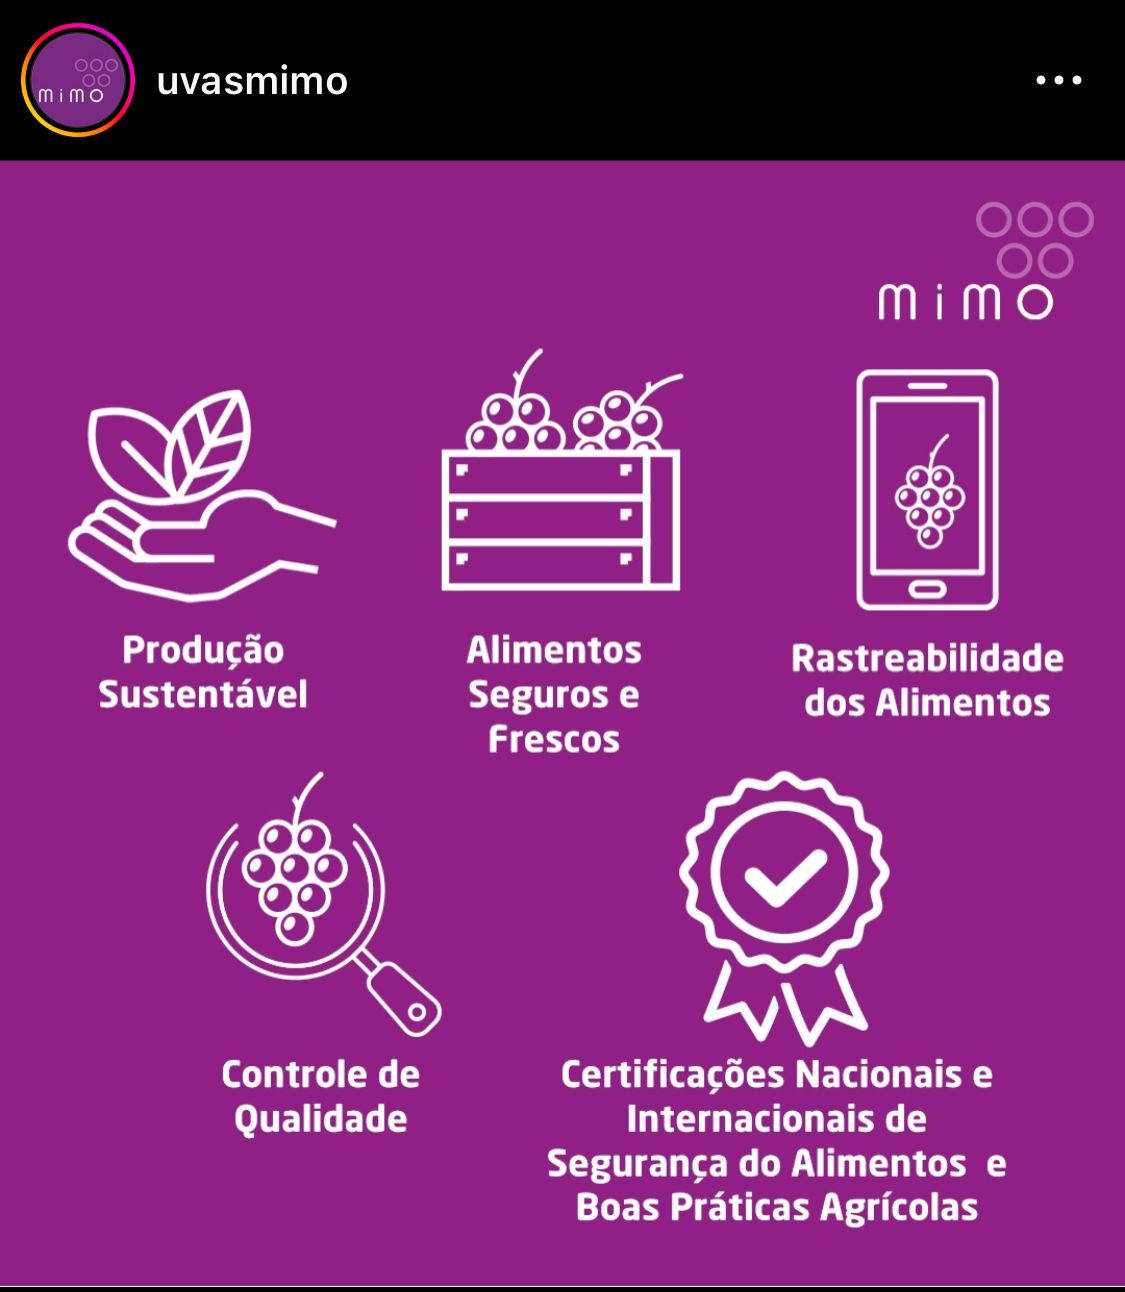 mimo
uvasmimo
mimo
Produção
Sustentável
Alimentos
Seguros e
Frescos
Rastreabilidade
dos Alimentos
Controle de
Qualidade
Certificações Nacionais e
Internacionais de
Segurança do Alimentos e
Boas Práticas Agrícolas